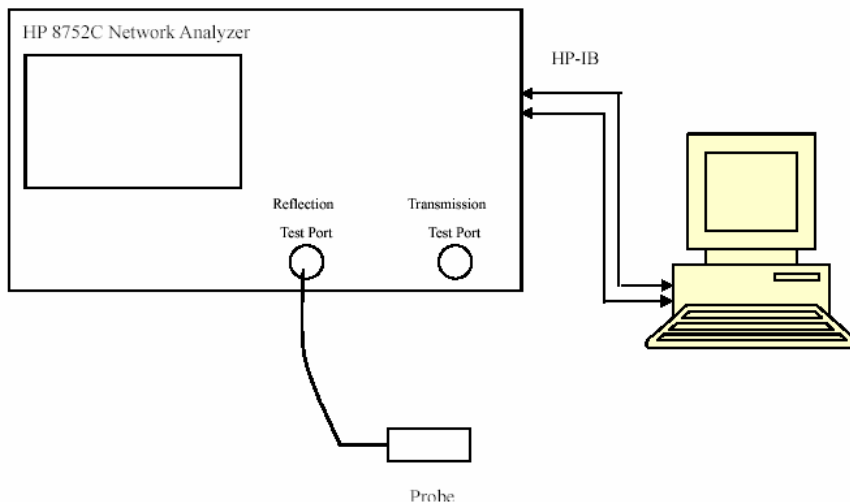 HP 8752C Network Analyzer
HP-IB
Reflection
Test Port
Transmission
Test Port
Probe